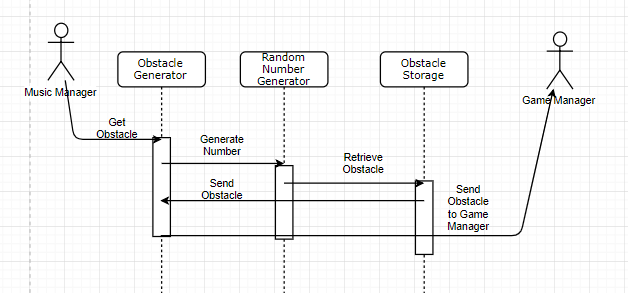 Obstacle
Generator
Random
Number
Generator
Obstacle
Storage
Music Manager
Game Manager
Get
Obstacle
Generate
Number
Retrieve
Obstacle
Send
Obstacle
Send
Obstacle
to Game
Manager